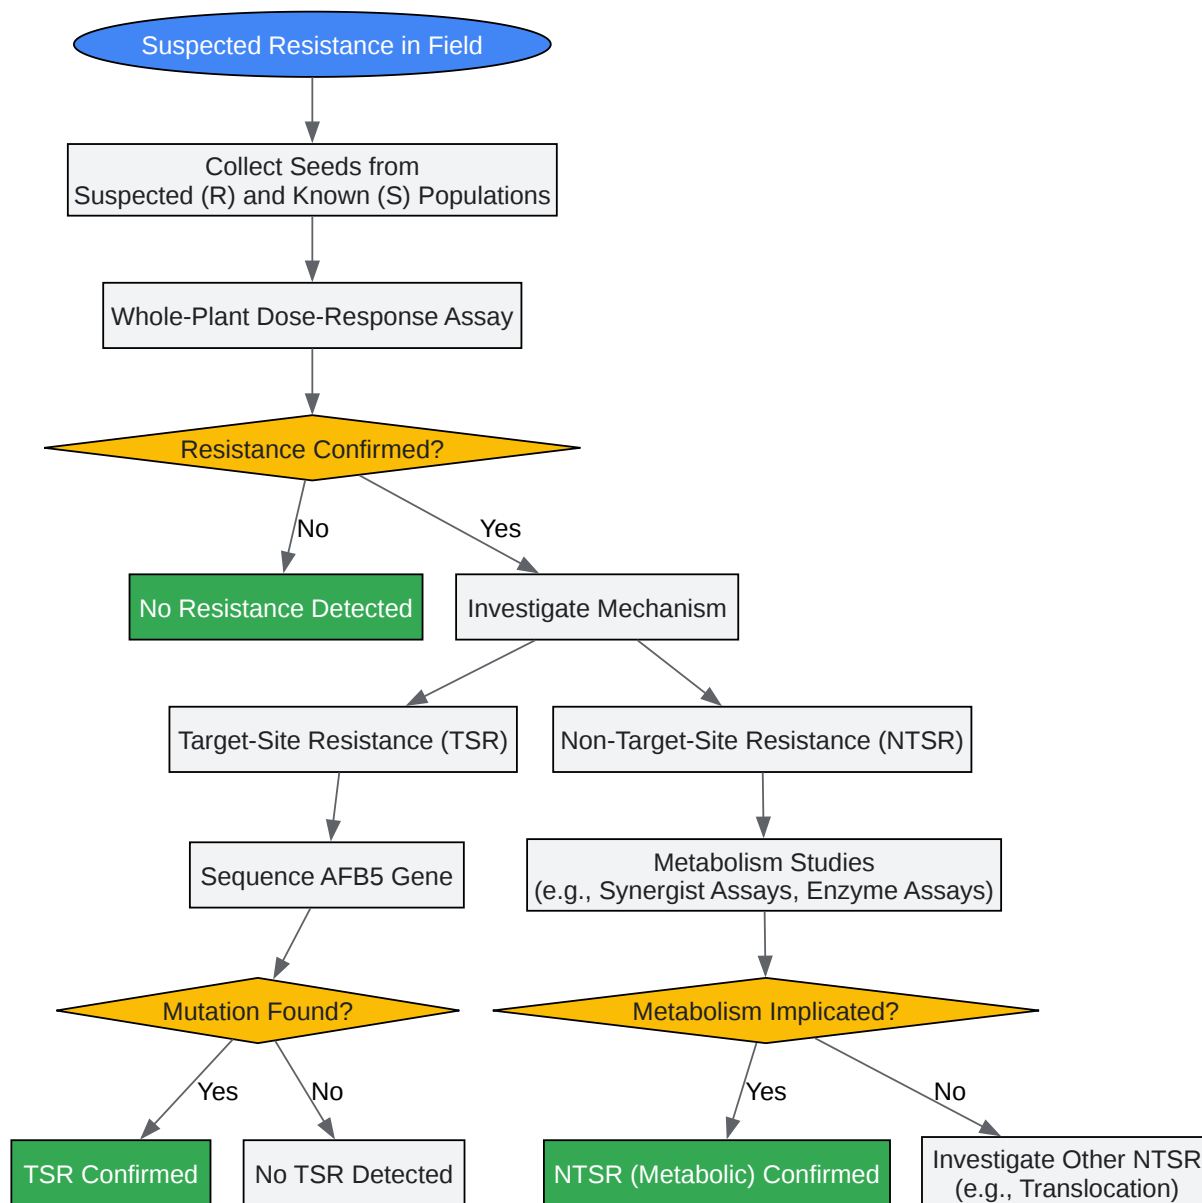 Suspected Resistance in Field
Collect Seeds from
Suspected (R) and Known (S) Populations
Whole-Plant Dose-Response Assay
Resistance Confirmed?
No
Yes
No Resistance Detected
Investigate Mechanism
Target-Site Resistance (TSR)
Non-Target-Site Resistance (NTSR)
Sequence AFB5 Gene
Metabolism Studies
(e.g., Synergist Assays, Enzyme Assays)
Mutation Found?
Metabolism Implicated?
Yes
No
Yes
No
TSR Confirmed
No TSR Detected
NTSR (Metabolic) Confirmed
Investigate Other NTSR
(e.g., Translocation)